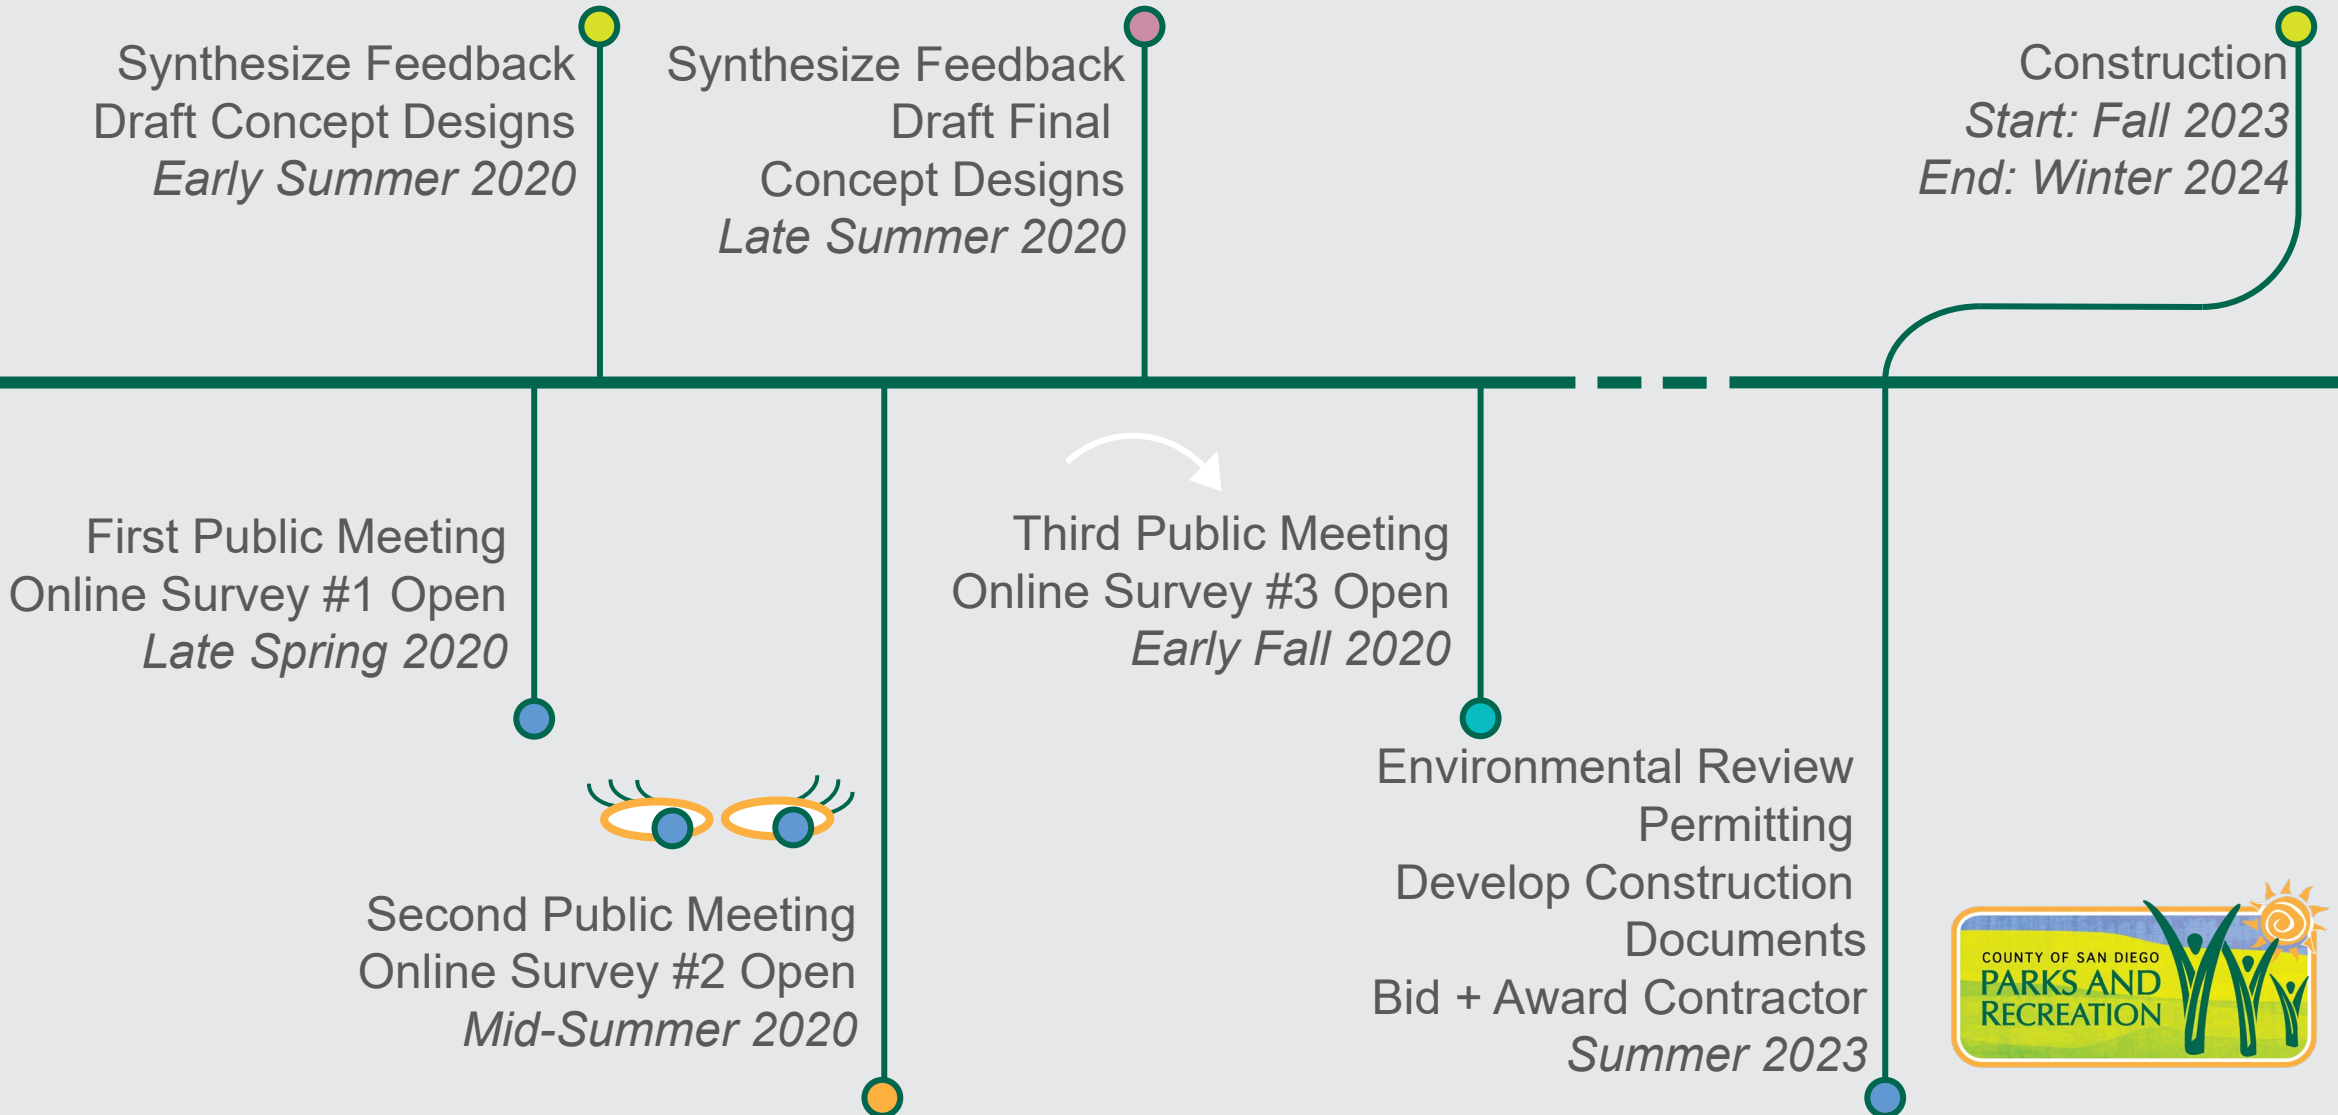 Synthesize Feedback
Draft Concept Designs
Early Summer 2020
Synthesize Feedback
Draft Final
Concept Designs
Late Summer 2020
Construction
Start: Fall 2023
End: Winter 2024
First Public Meeting
Online Survey #1 Open
Late Spring 2020
Second Public Meeting
Online Survey #2 Open
Mid-Summer 2020
Third Public Meeting
Online Survey #3 Open
Early Fall 2020
Environmental Review
Permitting
Develop Construction
Documents
Bid + Award Contractor
Summer 2023
COUNTY OF SAN DIEGO
PARKS AND
RECREATION